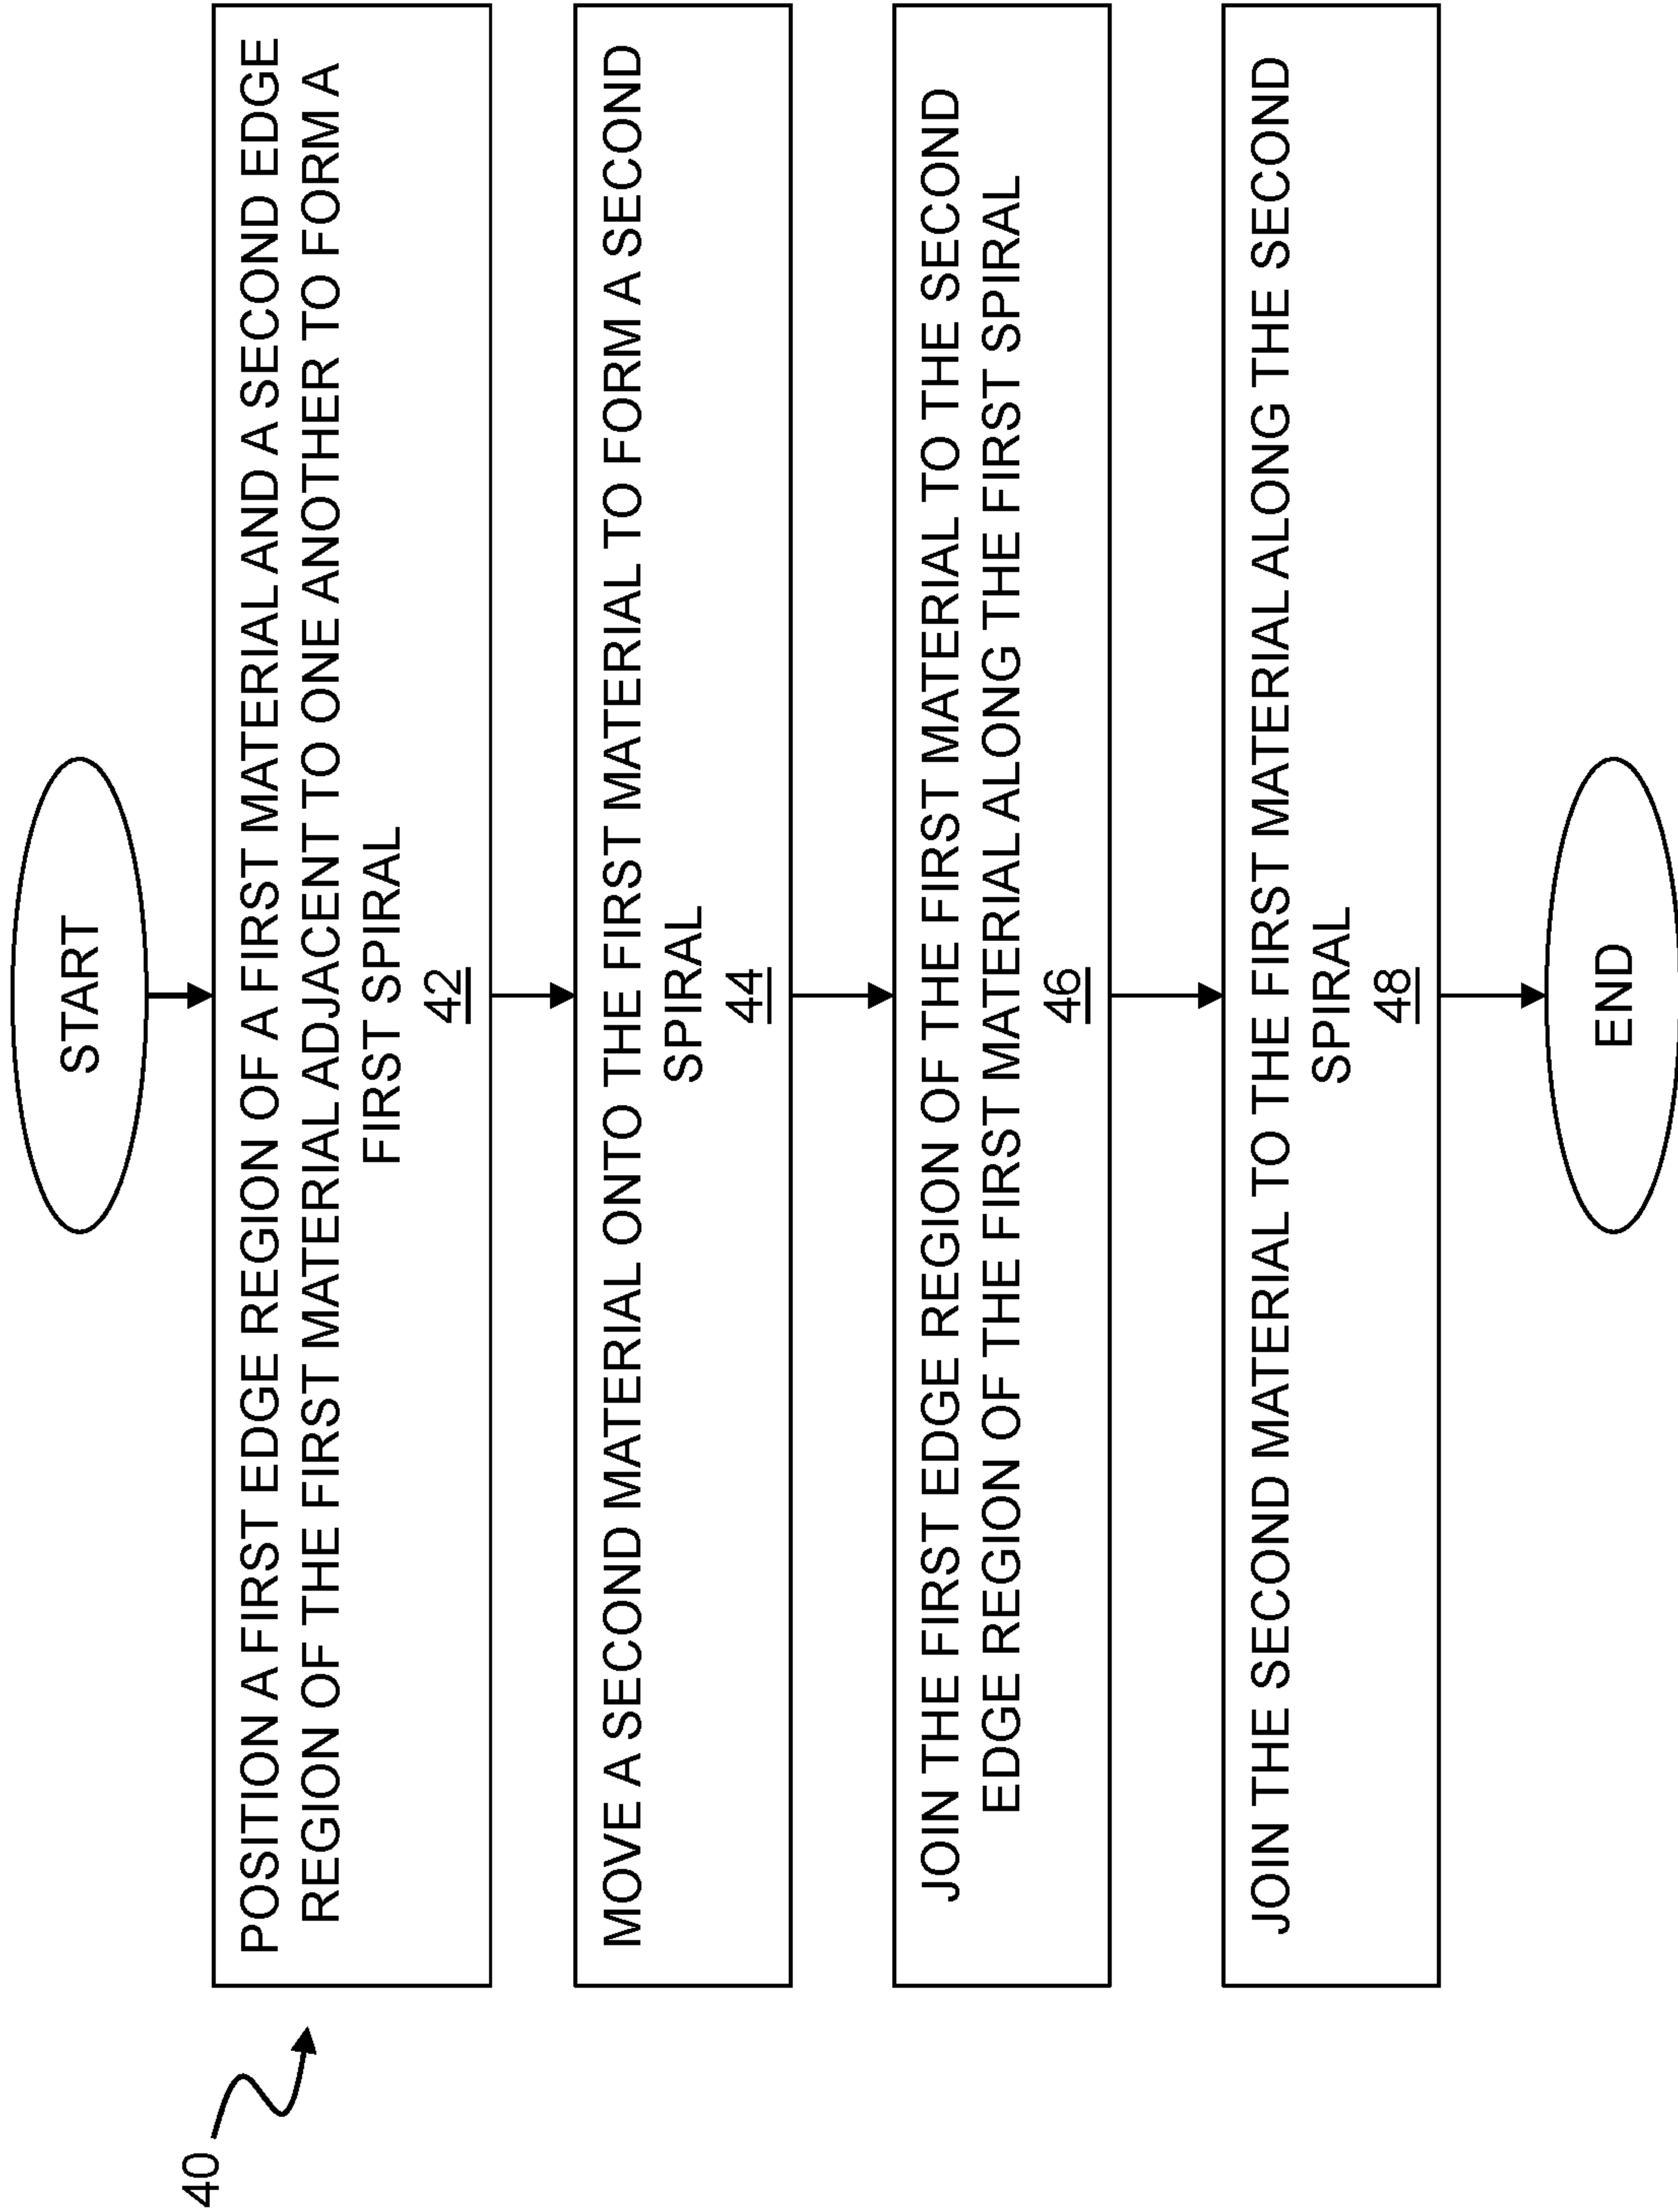 40
START
POSITION A FIRST EDGE REGION OF A FIRST MATERIAL AND A SECOND EDGE
REGION OF THE FIRST MATERIAL ADJACENT TO ONE ANOTHER TO FORM A
FIRST SPIRAL
42
MOVE A SECOND MATERIAL ONTO THE FIRST MATERIAL TO FORM A SECOND
SPIRAL
44
JOIN THE FIRST EDGE REGION OF THE FIRST MATERIAL TO THE SECOND
EDGE REGION OF THE FIRST MATERIAL ALONG THE FIRST SPIRAL
46
JOIN THE SECOND MATERIAL TO THE FIRST MATERIAL ALONG THE SECOND
SPIRAL
48
END